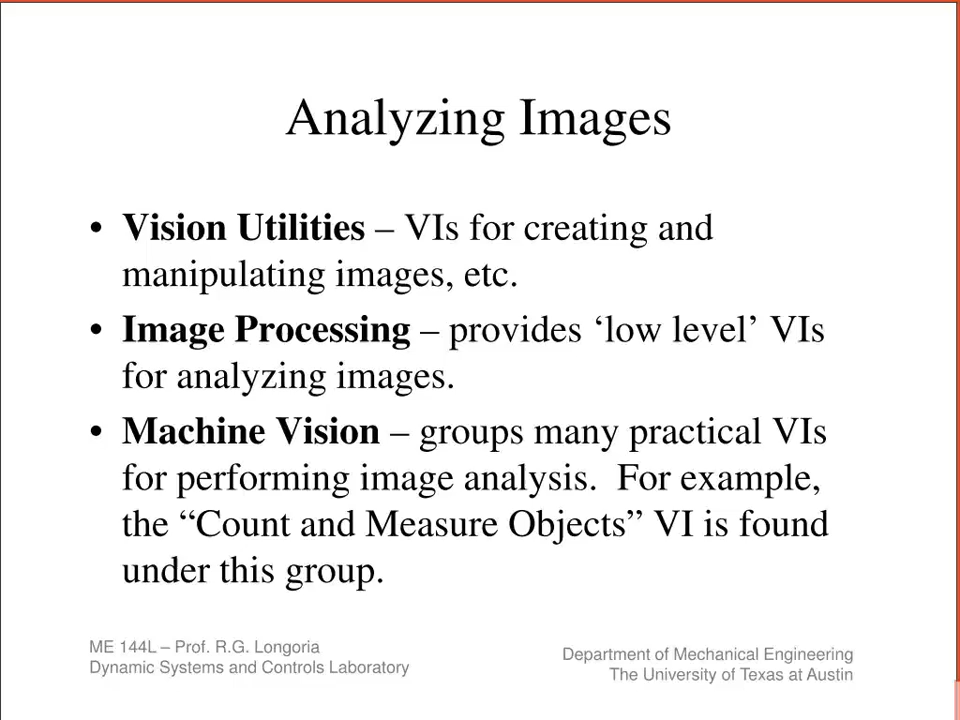 Analyzing Images
• Vision Utilities – VIs for creating and
manipulating images, etc.
• Image Processing – provides ‘low level’ VIs
for analyzing images.
• Machine Vision – groups many practical VIs
for performing image analysis.  For example,
the “Count and Measure Objects” VI is found
under this group.
ME 144L – Prof. R.G. Longoria
Dynamic Systems and Controls Laboratory
Department of Mechanical Engineering
The University of Texas at Austin